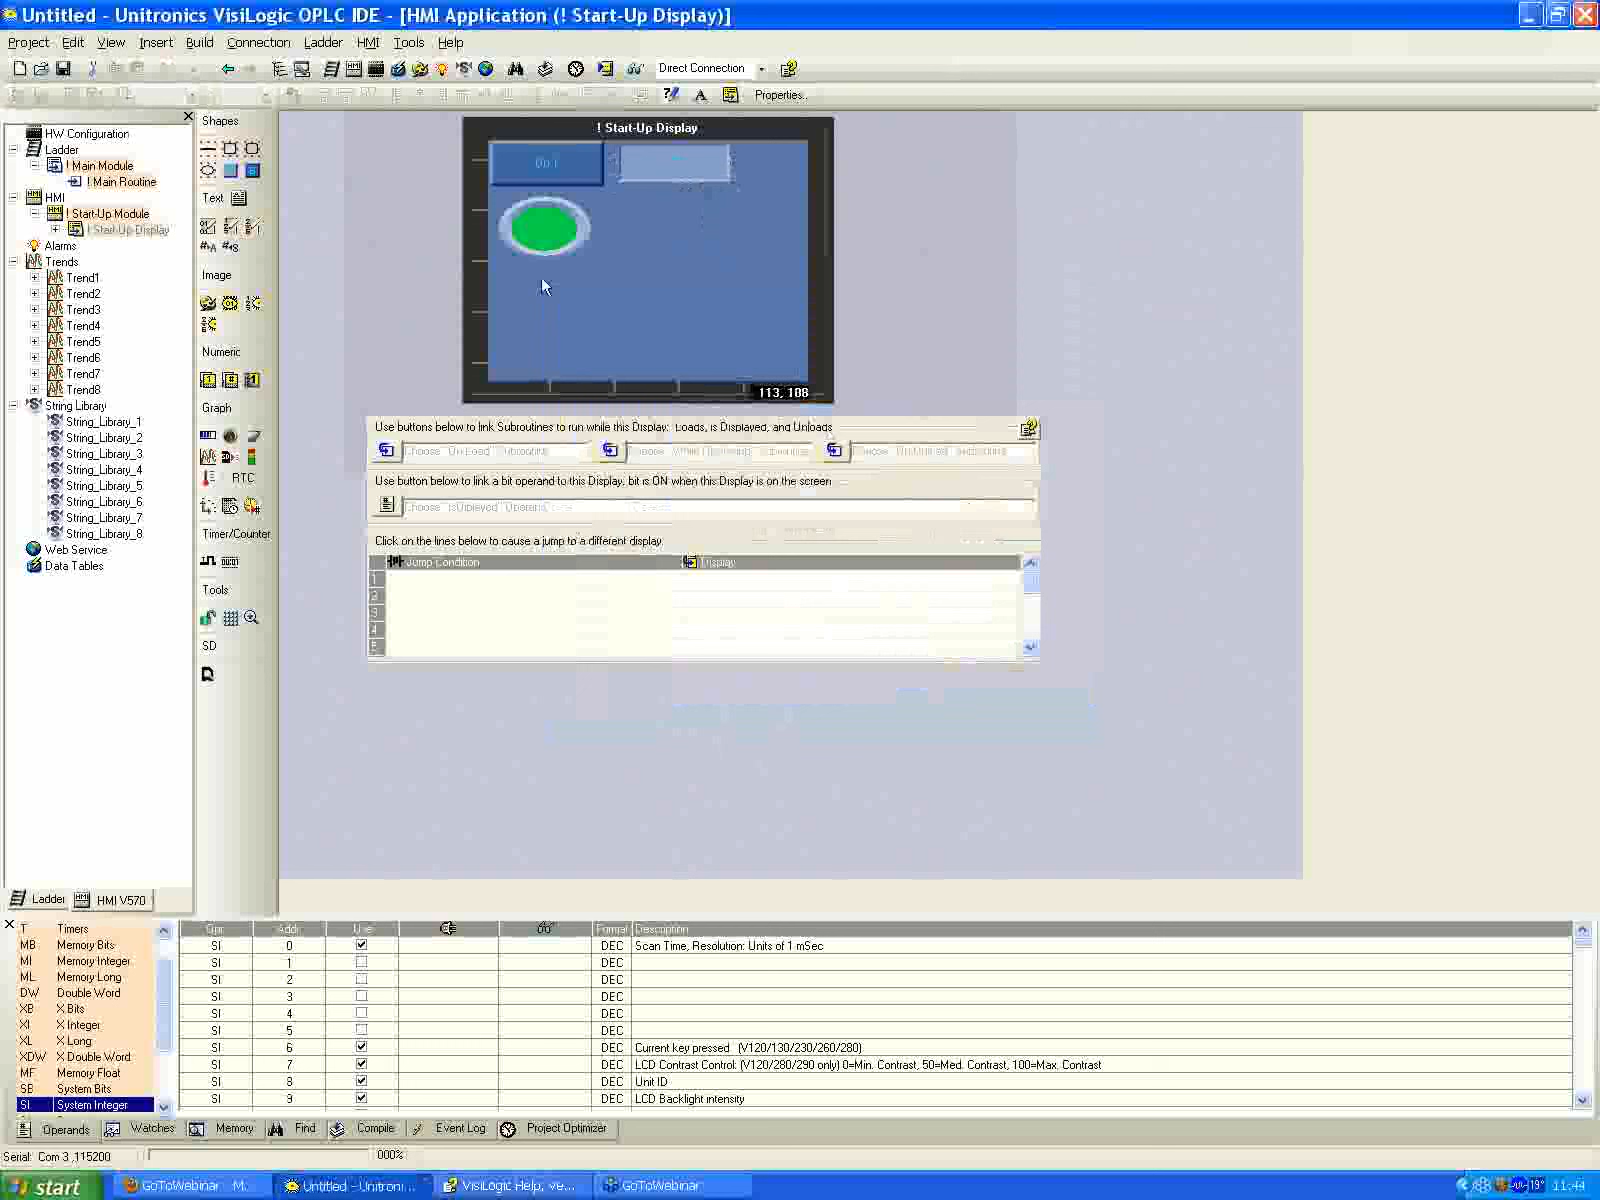 Untitled - Unitronics VisiLogic OPLC IDE - [HMI Application (! Start-Up Display)]
Project Edit View Insert Build Connection Ladder HMI Tools Help
Direct Connection
Properties..
HW Configuration
Ladder
! Main Module
! Main Routine
HMI
! Start-Up Module
! Start-Up Display
Alarms
Trends
Trend1
Trend2
Trend3
Trend4
Trend5
Trend6
Trend7
Trend8
String Library
String_Library_1
String_Library_2
String_Library_3
String_Library_4
String_Library_5
String_Library_6
String_Library_7
String_Library_8
Web Service
Data Tables
Ladder HMI V570
Shapes
Text
Image
Numeric
Graph
RTC
Timer/Counter
Tools
SD
! Start-Up Display
113, 108
Use buttons below to link Subroutines to run while this Display: Loads, is Displayed, and Unloads
Use button below to link a bit operand to this Display; bit is ON when this Display is on the screen
Click on the lines below to cause a jump to a different display
Jump Condition Display
1
2
3
4
5
T Timers
MB Memory Bits
MI Memory Integer
ML Memory Long
DW Double Word
XB X Bits
XI X Integer
XL X Long
XDW X Double Word
MF Memory Float
SB System Bits
SI System Integer
Opr Addr Use Format Description
SI 0 DEC Scan Time, Resolution: Units of 1 mSec
SI 1 DEC
SI 2 DEC
SI 3 DEC
SI 4 DEC
SI 5 DEC
SI 6 DEC Current key pressed (V120/130/230/260/280)
SI 7 DEC LCD Contrast Control: (V120/280/290 only) 0=Min. Contrast, 50=Med. Contrast, 100=Max. Contrast
SI 8 DEC Unit ID
SI 9 DEC LCD Backlight intensity
Operands Watches Memory Find Compile Event Log Project Optimizer
Serial: Com 3 ,115200 000%
start GoToWebinar - M... Untitled - Unitroni... VisiLogic Help, ve... GoToWebinar 19° 11:44